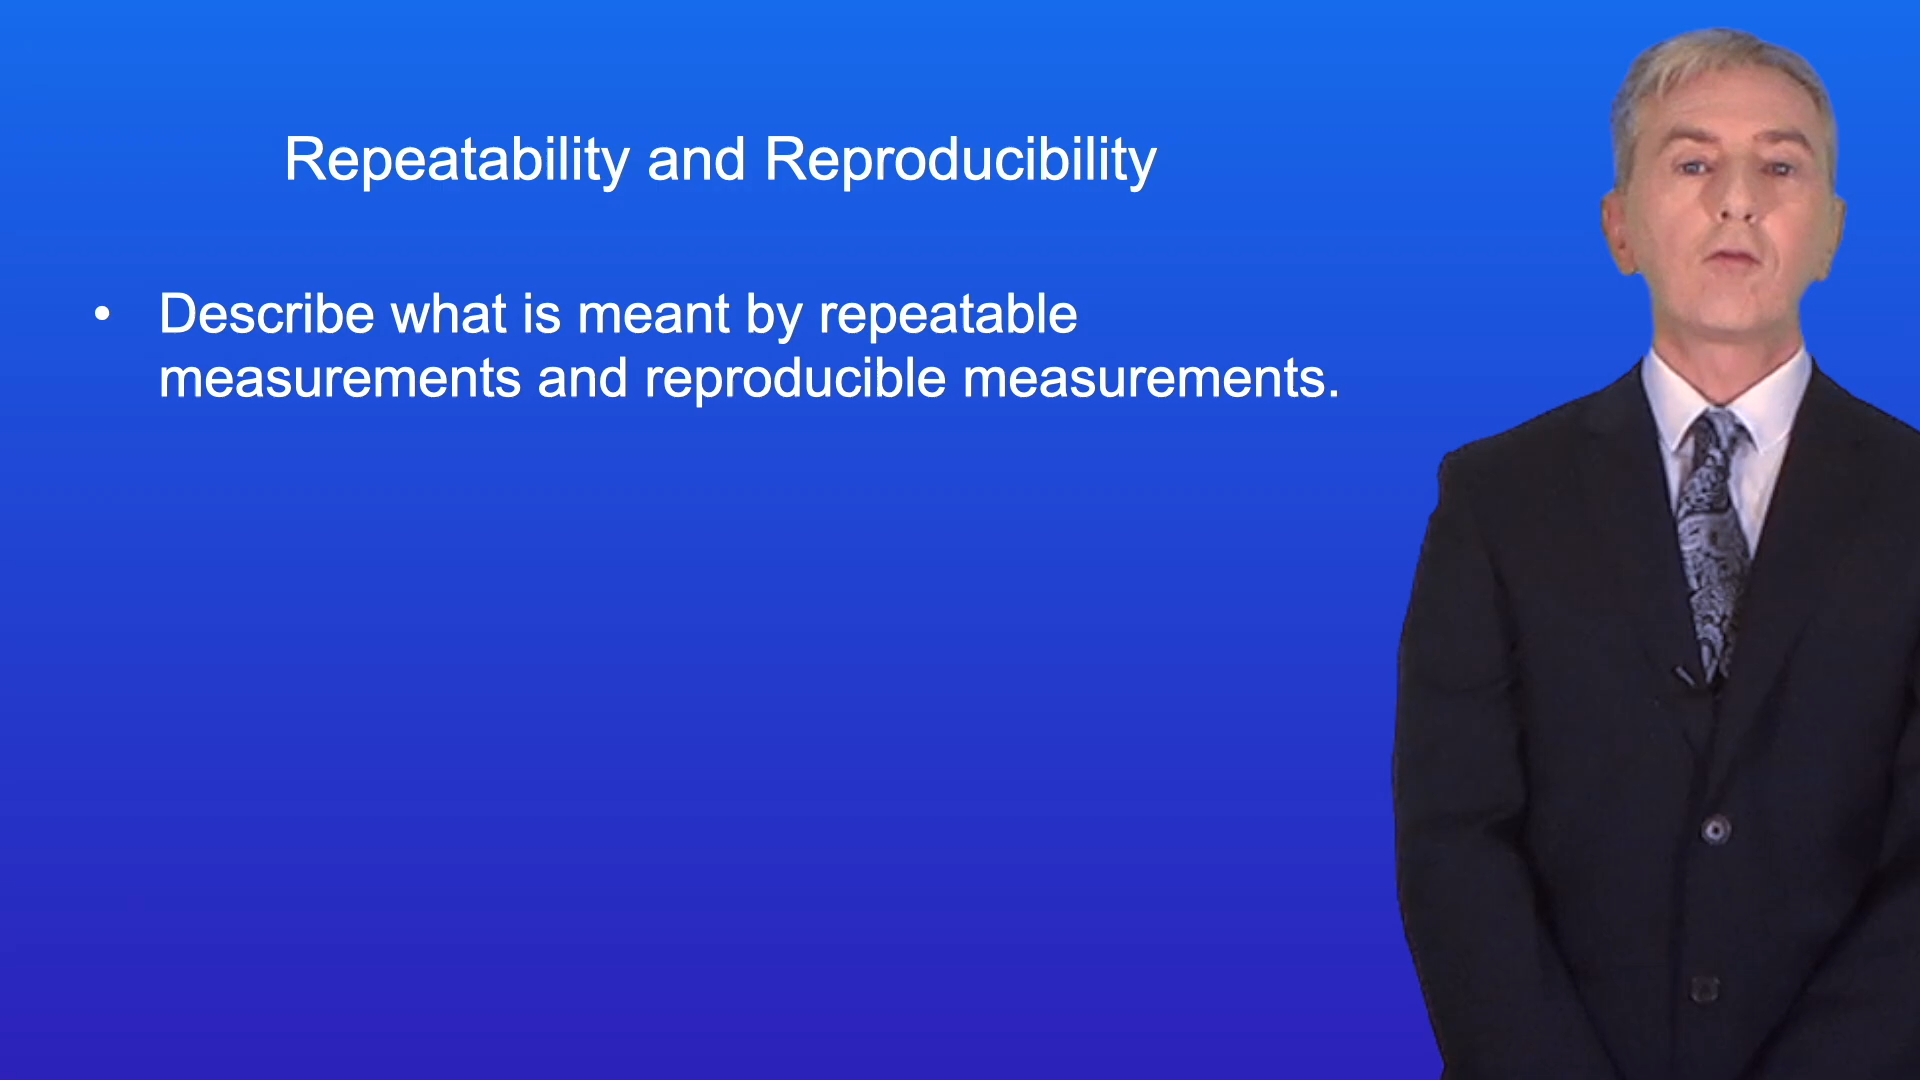 Repeatability and Reproducibility
• Describe what is meant by repeatable
measurements and reproducible measurements.